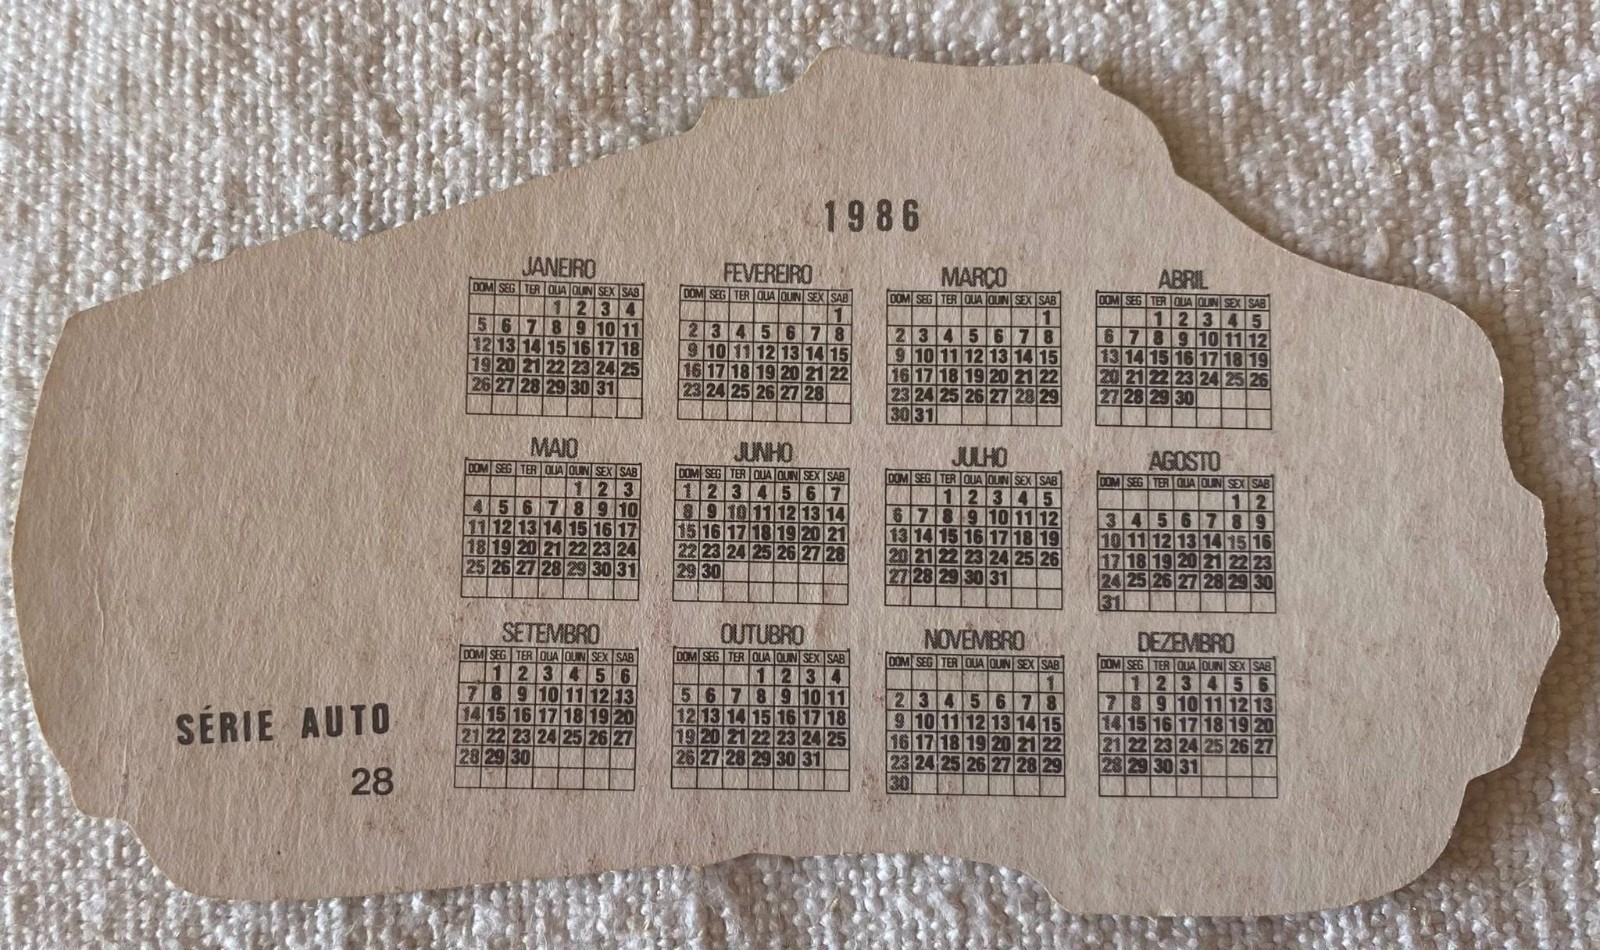 1986
JANEIRO
DOM SEG TER QUA QUIN SEX SAB
1 2 3 4
5 6 7 8 9 10 11
12 13 14 15 16 17 18
19 20 21 22 23 24 25
26 27 28 29 30 31
FEVEREIRO
DOM SEG TER QUA QUIN SEX SAB
1
2 3 4 5 6 7 8
9 10 11 12 13 14 15
16 17 18 19 20 21 22
23 24 25 26 27 28
MARÇO
DOM SEG TER QUA QUIN SEX SAB
1
2 3 4 5 6 7 8
9 10 11 12 13 14 15
16 17 18 19 20 21 22
23 24 25 26 27 28 29
30 31
ABRIL
DOM SEG TER QUA QUIN SEX SAB
1 2 3 4 5
6 7 8 9 10 11 12
13 14 15 16 17 18 19
20 21 22 23 24 25 26
27 28 29 30
MAIO
DOM SEG TER QUA QUIN SEX SAB
1 2 3
4 5 6 7 8 9 10
11 12 13 14 15 16 17
18 19 20 21 22 23 24
25 26 27 28 29 30 31
JUNHO
DOM SEG TER QUA QUIN SEX SAB
1 2 3 4 5 6 7
8 9 10 11 12 13 14
15 16 17 18 19 20 21
22 23 24 25 26 27 28
29 30
JULHO
DOM SEG TER QUA QUIN SEX SAB
1 2 3 4 5
6 7 8 9 10 11 12
13 14 15 16 17 18 19
20 21 22 23 24 25 26
27 28 29 30 31
AGOSTO
DOM SEG TER QUA QUIN SEX SAB
1 2
3 4 5 6 7 8 9
10 11 12 13 14 15 16
17 18 19 20 21 22 23
24 25 26 27 28 29 30
31
SETEMBRO
DOM SEG TER QUA QUIN SEX SAB
1 2 3 4 5 6
7 8 9 10 11 12 13
14 15 16 17 18 19 20
21 22 23 24 25 26 27
28 29 30
OUTUBRO
DOM SEG TER QUA QUIN SEX SAB
1 2 3 4
5 6 7 8 9 10 11
12 13 14 15 16 17 18
19 20 21 22 23 24 25
26 27 28 29 30 31
NOVEMBRO
DOM SEG TER QUA QUIN SEX SAB
1
2 3 4 5 6 7 8
9 10 11 12 13 14 15
16 17 18 19 20 21 22
23 24 25 26 27 28 29
30
DEZEMBRO
DOM SEG TER QUA QUIN SEX SAB
1 2 3 4 5 6
7 8 9 10 11 12 13
14 15 16 17 18 19 20
21 22 23 24 25 26 27
28 29 30 31
SÉRIE AUTO
28